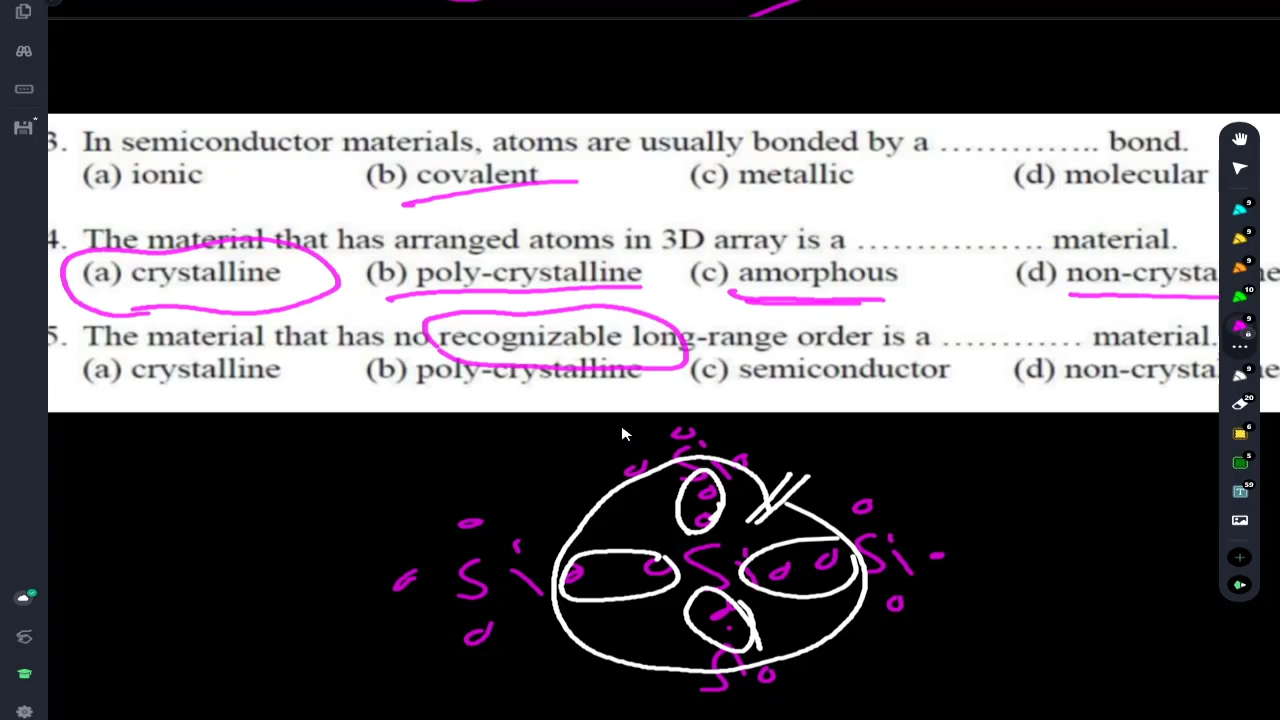 3. In semiconductor materials, atoms are usually bonded by a ................ bond.
(a) ionic (b) covalent (c) metallic (d) molecular
4. The material that has arranged atoms in 3D array is a .................. material.
(a) crystalline (b) poly-crystalline (c) amorphous (d) non-crysta
5. The material that has no recognizable long-range order is a .............. material.
(a) crystalline (b) poly-crystalline (c) semiconductor (d) non-crysta
Si
Si Si Si
Si